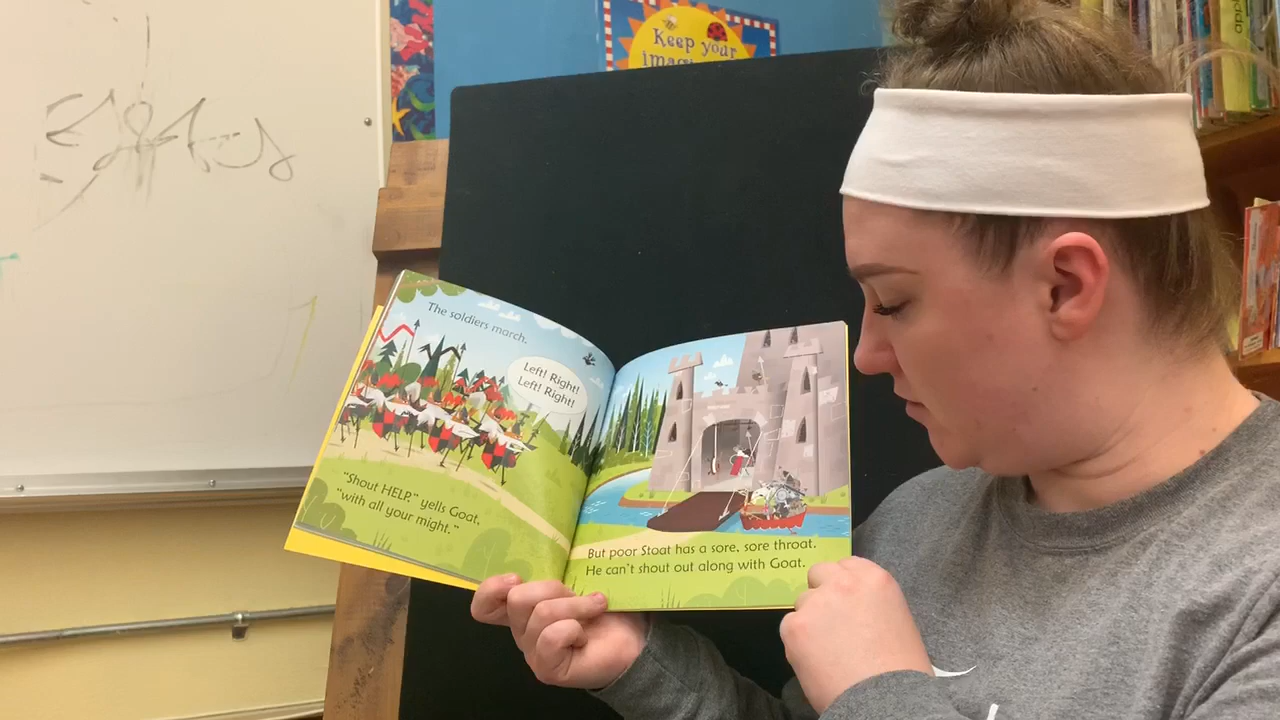 Keep your
The soldiers march.
Left! Right!
Left! Right!
"Shout HELP," yells Goat,
"with all your might."
But poor Stoat has a sore, sore throat.
He can't shout out along with Goat.